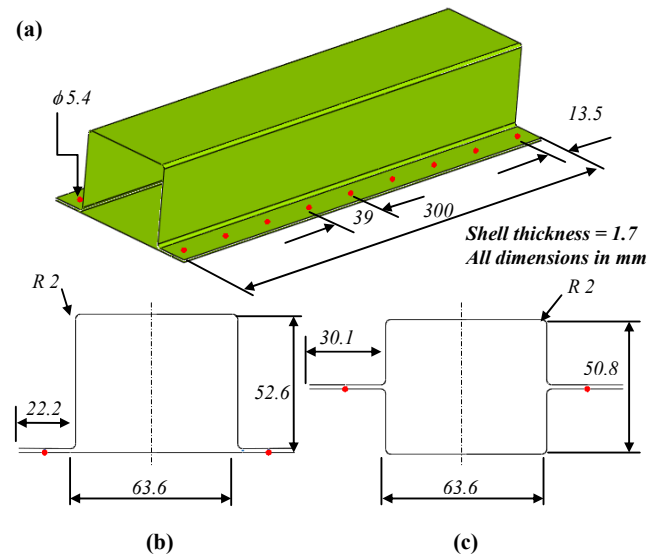 (a)
ϕ 5.4
13.5
39
300
Shell thickness = 1.7
All dimensions in mm
R 2
22.2
52.6
63.6
(b)
R 2
30.1
50.8
63.6
(c)